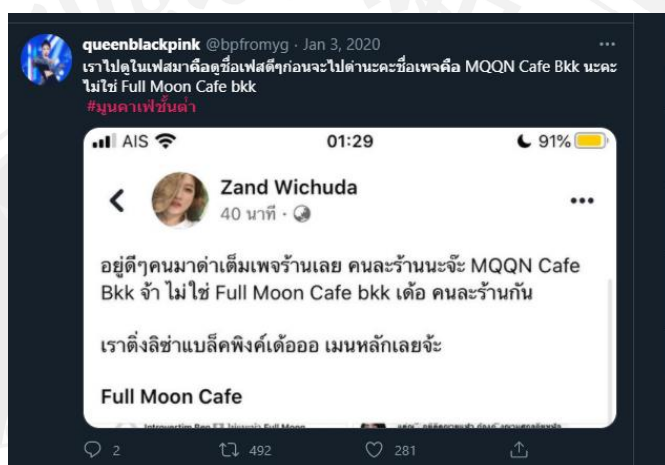 queenblackpink @bpfromyg · Jan 3, 2020
เราไปดูในเฟสมาคือดูชื่อเฟสดีๆก่อนจะไปด่านะคะชื่อเพจคือ MQQN Cafe Bkk นะคะ
ไม่ใช่ Full Moon Cafe bkk
#มูนคาเฟ่ชั้นต่ำ
AIS 01:29 91%
Zand Wichuda
40 นาที ·
อยู่ดีๆคนมาด่าเต็มเพจร้านเลย คนละร้านนะจ๊ะ MQQN Cafe
Bkk จ้า ไม่ใช่ Full Moon Cafe bkk เด้อ คนละร้านกัน
เราติ่งลิซ่าแบล็คพิงค์เด้อออ เมนหลักเลยจ้ะ
Full Moon Cafe
2 492 281